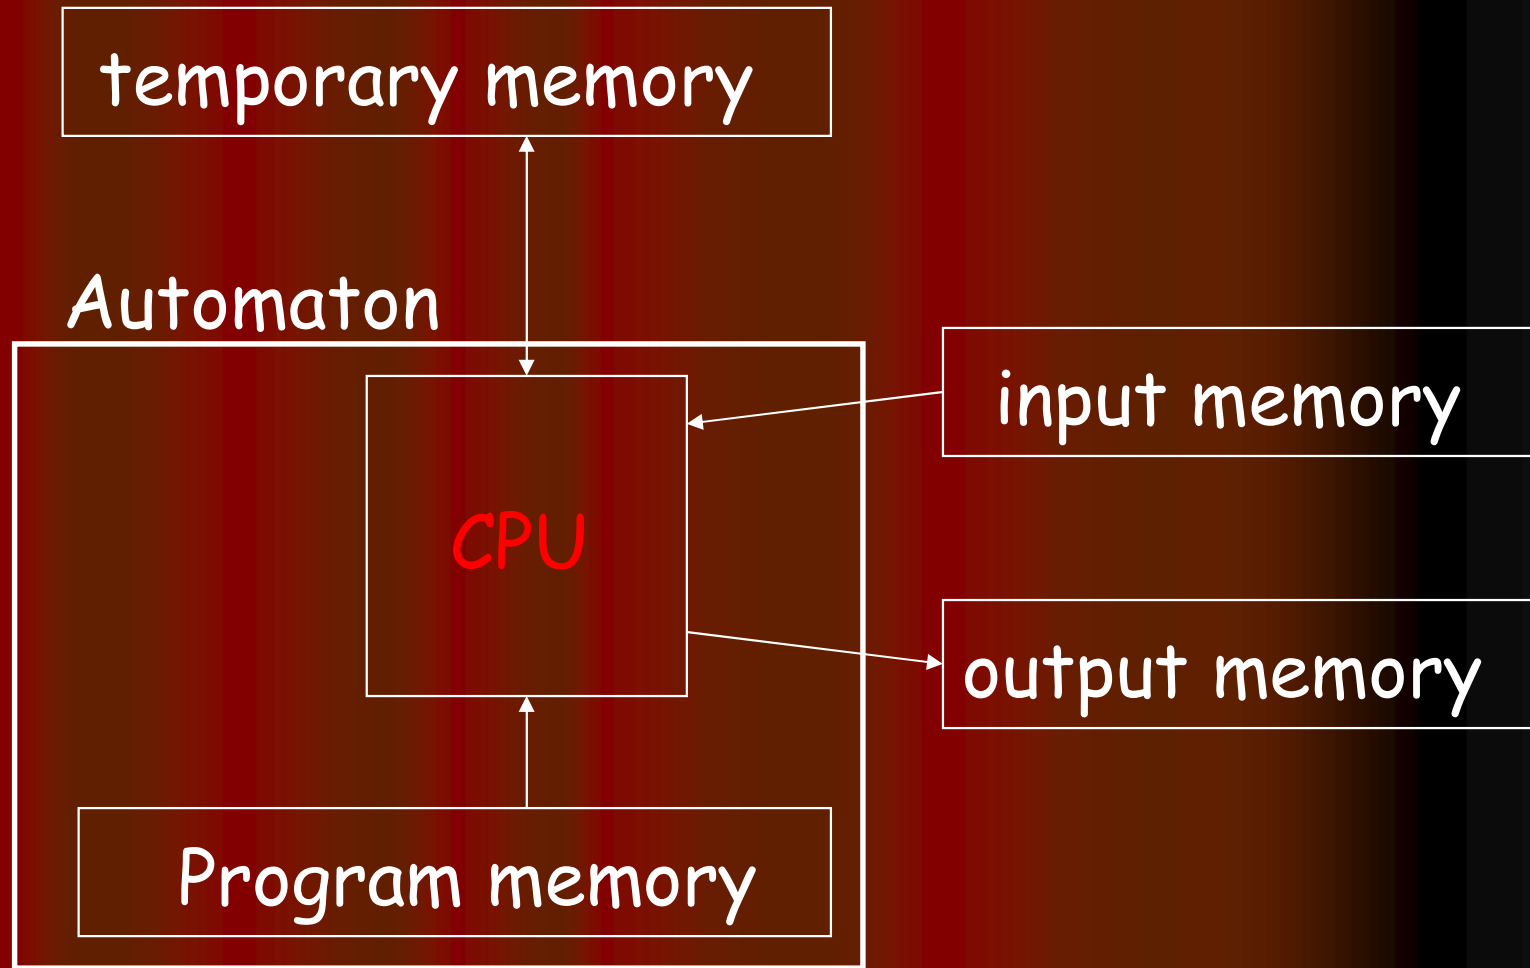 temporary memory
Automaton
input memory
CPU
output memory
Program memory